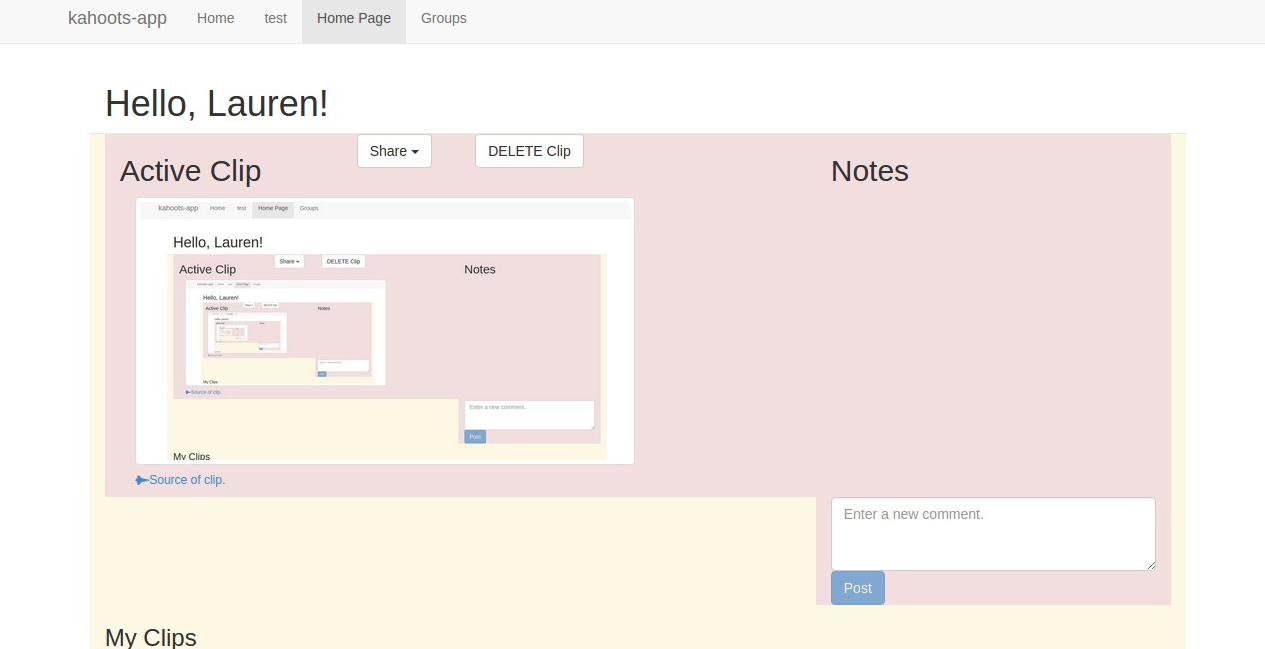 kahoots-app Home test Home Page Groups
Hello, Lauren!
Share DELETE Clip
Active Clip Notes
kahoots-app Home test Home Page Groups
Hello, Lauren!
Share DELETE Clip
Active Clip Notes
Hello, Lauren!
Active Clip Notes
My Clips
Source of clip.
Enter a new comment.
Post
My Clips
Source of clip.
Enter a new comment.
Post
My Clips